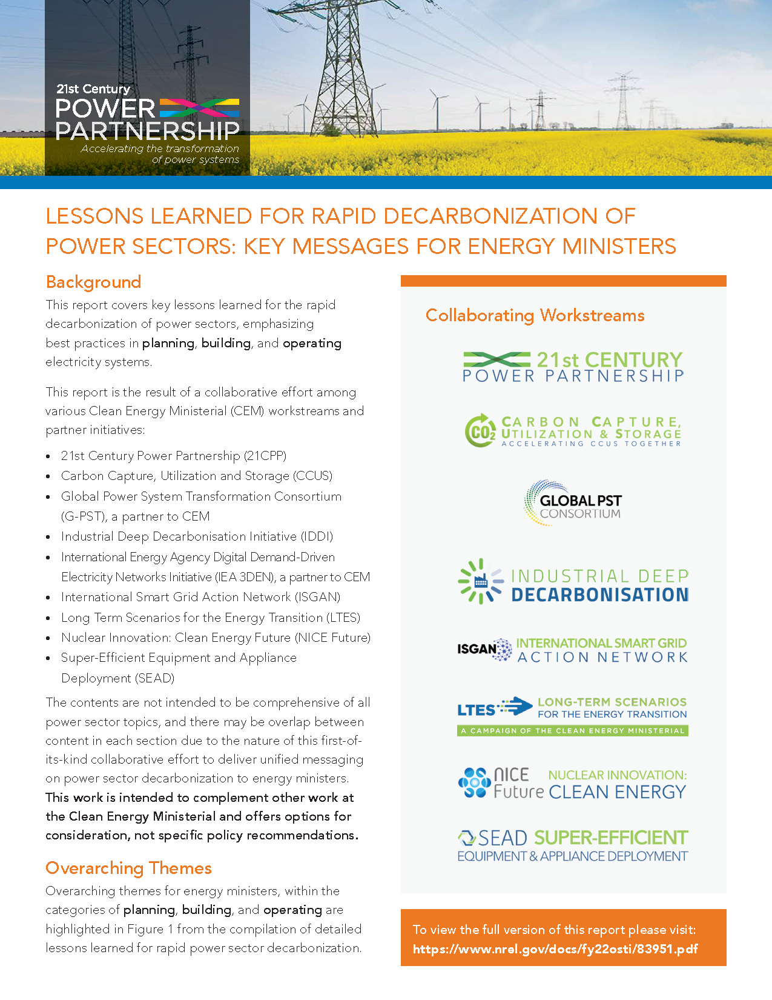 21st Century
POWER
PARTNERSHIP
Accelerating the transformation
of power systems
LESSONS LEARNED FOR RAPID DECARBONIZATION OF
POWER SECTORS: KEY MESSAGES FOR ENERGY MINISTERS
Background
This report covers key lessons learned for the rapid
decarbonization of power sectors, emphasizing
best practices in planning, building, and operating
electricity systems.
This report is the result of a collaborative effort among
various Clean Energy Ministerial (CEM) workstreams and
partner initiatives:
• 21st Century Power Partnership (21CPP)
• Carbon Capture, Utilization and Storage (CCUS)
• Global Power System Transformation Consortium
(G-PST), a partner to CEM
• Industrial Deep Decarbonisation Initiative (IDDI)
• International Energy Agency Digital Demand-Driven
Electricity Networks Initiative (IEA 3DEN), a partner to CEM
• International Smart Grid Action Network (ISGAN)
• Long Term Scenarios for the Energy Transition (LTES)
• Nuclear Innovation: Clean Energy Future (NICE Future)
• Super-Efficient Equipment and Appliance
Deployment (SEAD)
The contents are not intended to be comprehensive of all
power sector topics, and there may be overlap between
content in each section due to the nature of this first-of-
its-kind collaborative effort to deliver unified messaging
on power sector decarbonization to energy ministers.
This work is intended to complement other work at
the Clean Energy Ministerial and offers options for
consideration, not specific policy recommendations.
Overarching Themes
Overarching themes for energy ministers, within the
categories of planning, building, and operating are
highlighted in Figure 1 from the compilation of detailed
lessons learned for rapid power sector decarbonization.
Collaborating Workstreams
21st CENTURY
POWER PARTNERSHIP
CO2
CARBON CAPTURE,
UTILIZATION & STORAGE
ACCELERATING CCUS TOGETHER
GLOBAL PST
CONSORTIUM
INDUSTRIAL DEEP
DECARBONISATION
ISGAN
INTERNATIONAL SMART GRID
ACTION NETWORK
LTES
LONG-TERM SCENARIOS
FOR THE ENERGY TRANSITION
A CAMPAIGN OF THE CLEAN ENERGY MINISTERIAL
NICE
Future
NUCLEAR INNOVATION:
CLEAN ENERGY
SEAD SUPER-EFFICIENT
EQUIPMENT & APPLIANCE DEPLOYMENT
To view the full version of this report please visit:
https://www.nrel.gov/docs/fy22osti/83951.pdf